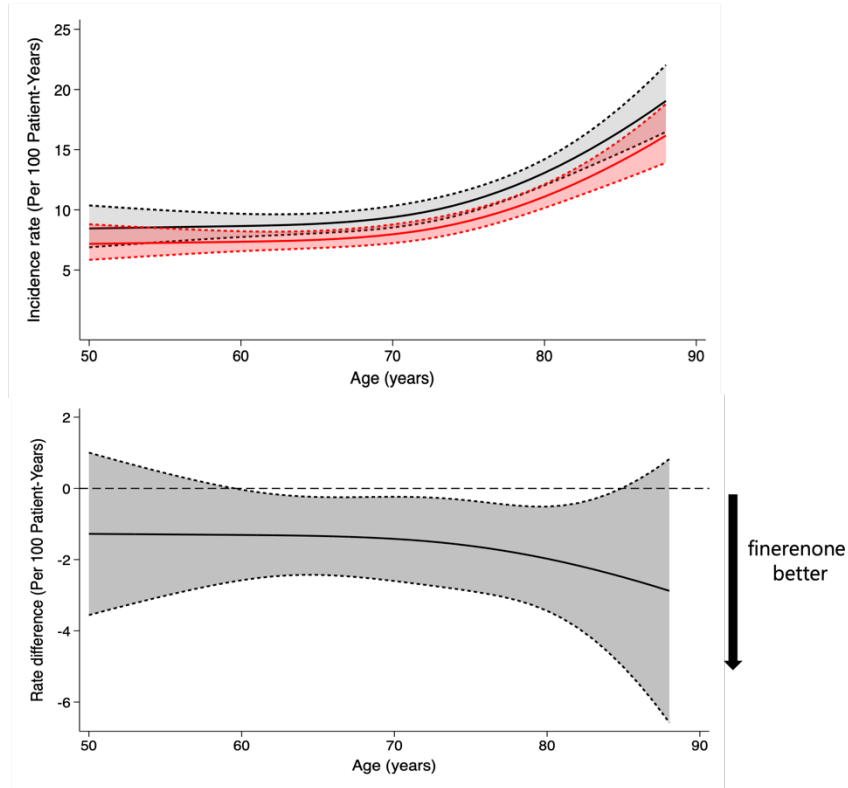 Incidence rate (Per 100 Patient-Years)
25
20
15
10
5
50 60 70 80 90
Age (years)
Rate difference (Per 100 Patient-Years)
2
0
-2
-4
-6
50 60 70 80 90
Age (years)
finerenone
better